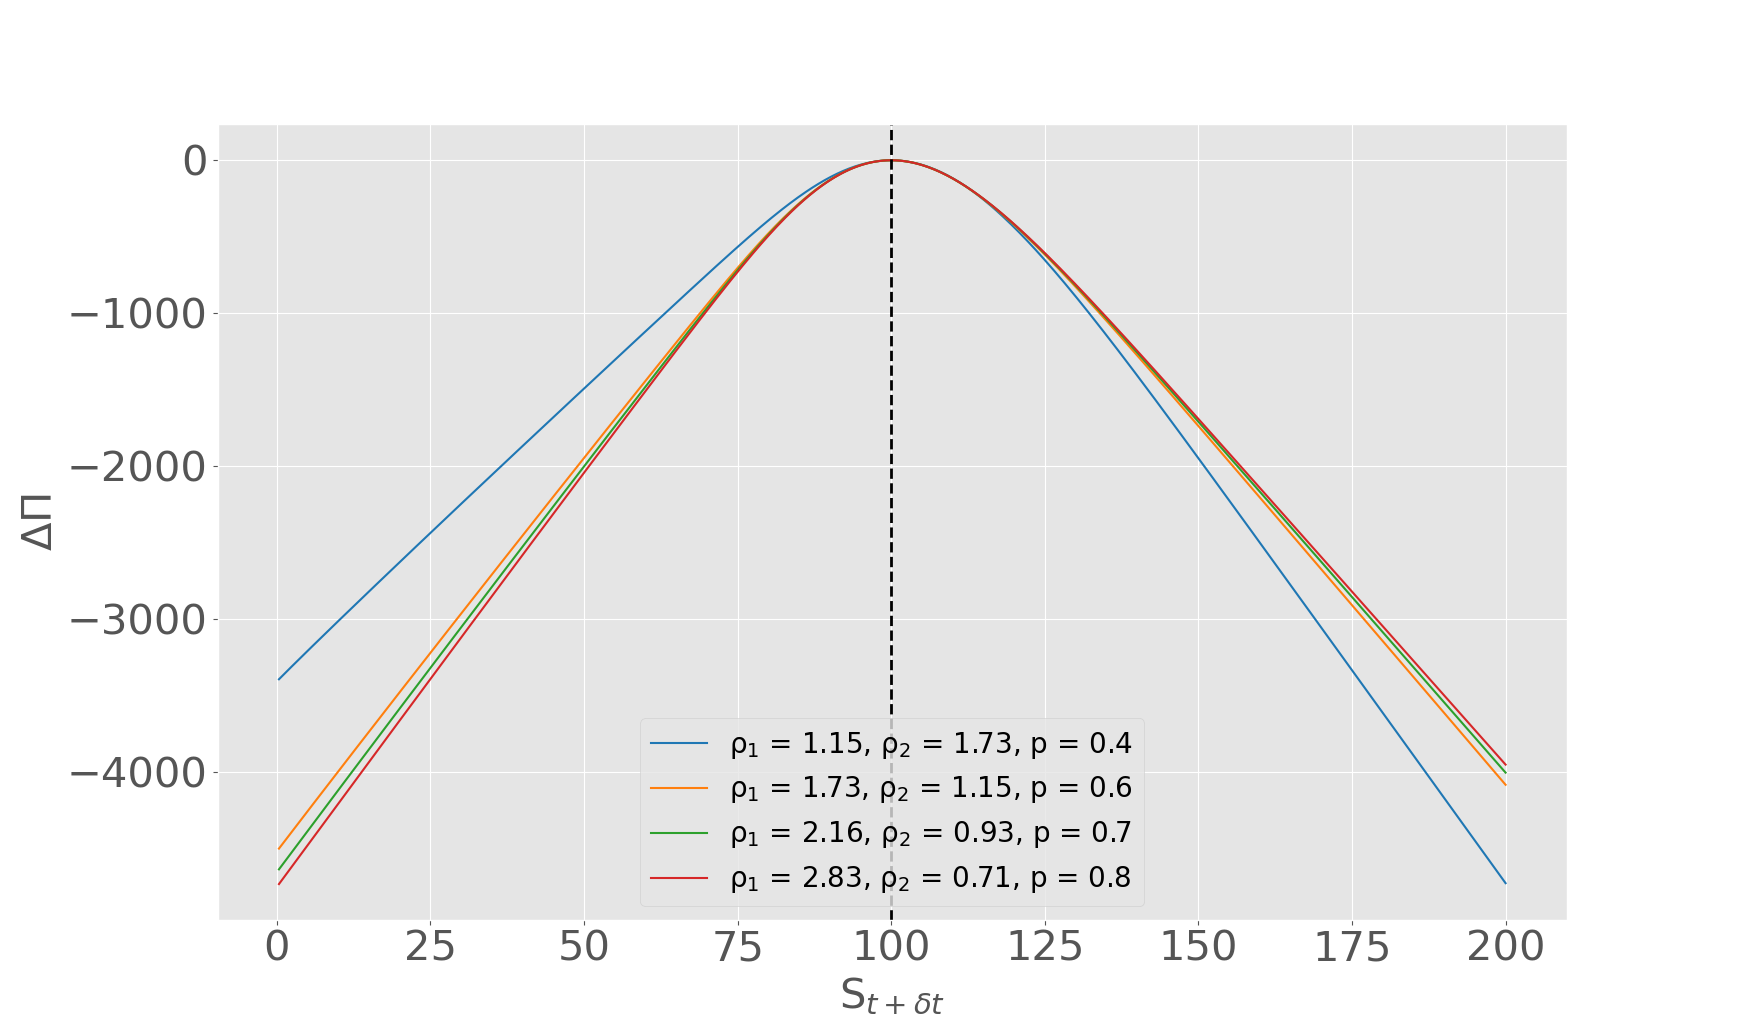 0
−1000
−2000
−3000
−4000
ΔΠ
ρ₁ = 1.15, ρ₂ = 1.73, p = 0.4
ρ₁ = 1.73, ρ₂ = 1.15, p = 0.6
ρ₁ = 2.16, ρ₂ = 0.93, p = 0.7
ρ₁ = 2.83, ρ₂ = 0.71, p = 0.8
0 25 50 75 100 125 150 175 200
S_{t + δt}